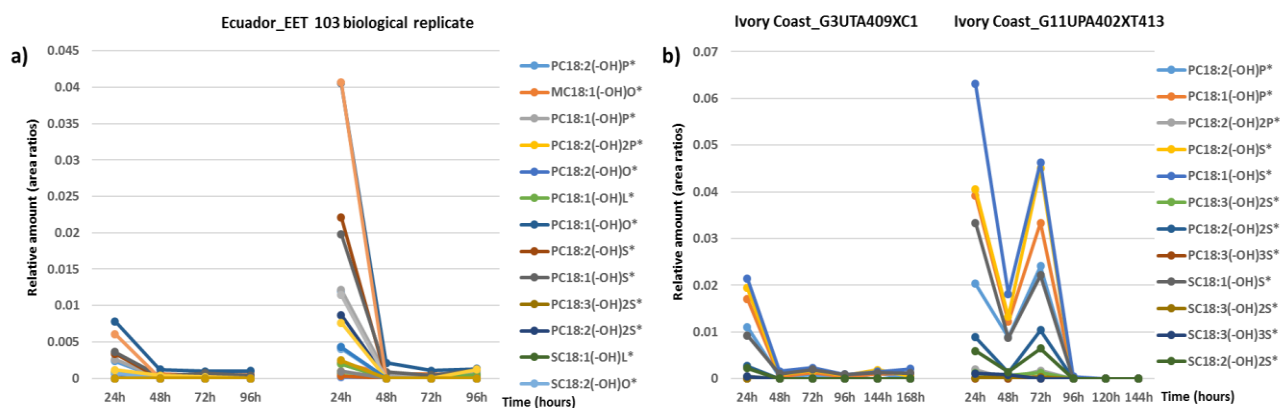 Ecuador_EET 103 biological replicate
a)
Relative amount (area ratios)
0.045
0.04
0.035
0.03
0.025
0.02
0.015
0.01
0.005
0
24h 48h 72h 96h 24h 48h 72h 96h
Time (hours)
PC18:2(-OH)P*
MC18:1(-OH)O*
PC18:1(-OH)P*
PC18:2(-OH)2P*
PC18:2(-OH)O*
PC18:1(-OH)L*
PC18:1(-OH)O*
PC18:2(-OH)S*
PC18:1(-OH)S*
PC18:3(-OH)2S*
PC18:2(-OH)2S*
SC18:1(-OH)L*
SC18:2(-OH)O*
Ivory Coast_G3UTA409XC1 Ivory Coast_G11UPA402XT413
b)
Relative amount (area ratios)
0.07
0.06
0.05
0.04
0.03
0.02
0.01
0
24h 48h 72h 96h 144h 168h 24h 48h 72h 96h 120h 144h
Time (hours)
PC18:2(-OH)P*
PC18:1(-OH)P*
PC18:2(-OH)2P*
PC18:2(-OH)S*
PC18:1(-OH)S*
PC18:3(-OH)2S*
PC18:2(-OH)2S*
PC18:3(-OH)3S*
SC18:1(-OH)S*
SC18:3(-OH)2S*
SC18:3(-OH)3S*
SC18:2(-OH)2S*